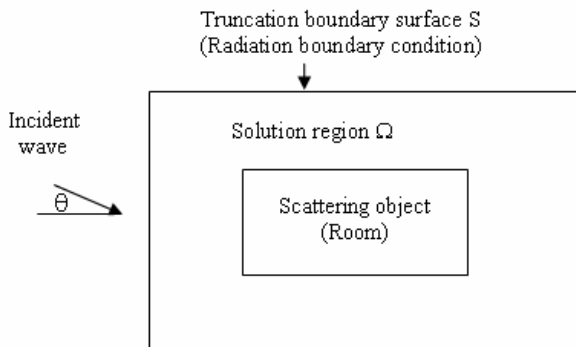 Truncation boundary surface S
(Radiation boundary condition)
Incident
wave
Solution region Ω
θ
Scattering object
(Room)